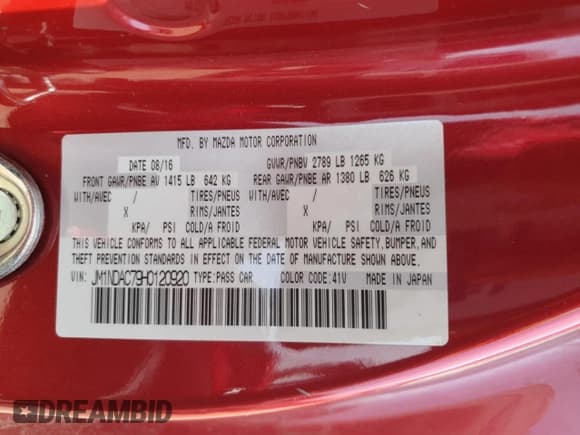 MFD. BY MAZDA MOTOR CORPORATION
DATE 08/16 GVWR/PNBV 2789 LB 1265 KG
FRONT GAWR/PNBE AV 1415 LB 642 KG REAR GAWR/PNBE AR 1380 LB 626 KG
WITH/AVEC / TIRES/PNEUS WITH/AVEC / TIRES/PNEUS
X RIMS/JANTES X RIMS/JANTES
KPA/ PSI COLD/A FROID KPA/ PSI COLD/A FROID
THIS VEHICLE CONFORMS TO ALL APPLICABLE FEDERAL MOTOR VEHICLE SAFETY, BUMPER, AND
THEFT PREVENTION STANDARDS IN EFFECT ON THE DATE OF MANUFACTURE SHOWN ABOVE.
VIN: JM1NDAC79H0120920 TYPE: PASS CAR COLOR CODE: 41V MADE IN JAPAN
DREAMBID